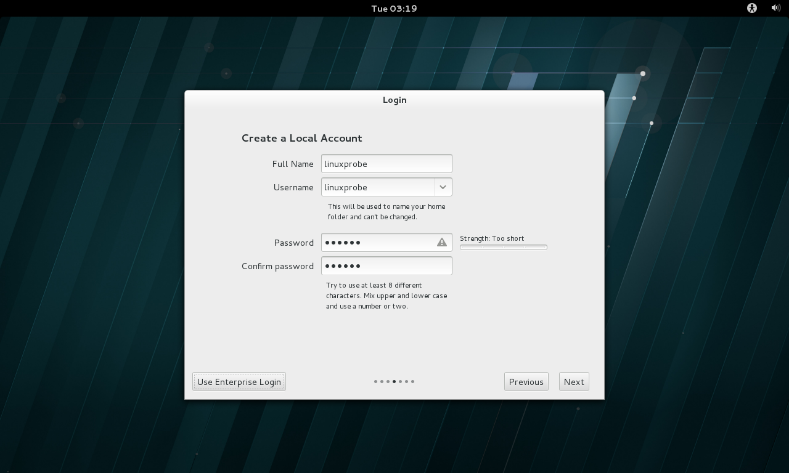 Tue 03:19
Login
Create a Local Account
Full Name linuxprobe
Username linuxprobe
This will be used to name your home
folder and can't be changed.
Password ●●●●●● Strength: Too short
Confirm password ●●●●●●
Try to use at least 8 different
characters. Mix upper and lower case
and use a number or two.
Use Enterprise Login Previous Next